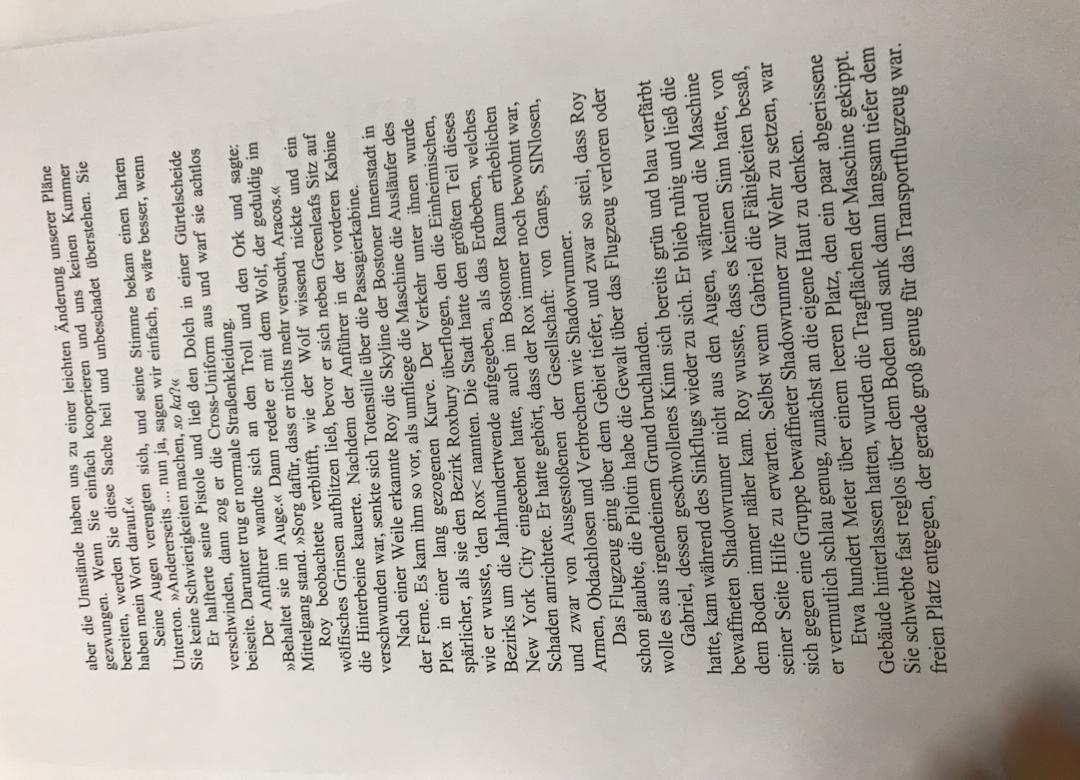 aber die Umstände haben uns zu einer leichten Änderung unserer Pläne
gezwungen. Wenn Sie einfach kooperieren und uns keinen Kummer
bereiten, werden Sie diese Sache heil und unbeschadet überstehen. Sie
haben mein Wort darauf.«
Seine Augen verengten sich, und seine Stimme bekam einen harten
Unterton. »Andererseits ... nun ja, sagen wir einfach, es wäre besser, wenn
Sie keine Schwierigkeiten machen, so ka?«
Er halfterte seine Pistole und ließ den Dolch in einer Gürtelscheide
verschwinden, dann zog er die Cross-Uniform aus und warf sie achtlos
beiseite. Darunter trug er normale Straßenkleidung.
Der Anführer wandte sich an den Troll und den Ork und sagte:
»Behaltet sie im Auge.« Dann redete er mit dem Wolf, der geduldig im
Mittelgang stand. »Sorg dafür, dass er nichts mehr versucht, Aracos.«
Roy beobachtete verblüfft, wie der Wolf wissend nickte und ein
wölfisches Grinsen aufblitzen ließ, bevor er sich neben Greenleafs Sitz auf
die Hinterbeine kauerte. Nachdem der Anführer in der vorderen Kabine
verschwunden war, senkte sich Totenstille über die Passagierkabine.
Nach einer Weile erkannte Roy die Skyline der Bostoner Innenstadt in
der Ferne. Es kam ihm so vor, als umfliege die Maschine die Ausläufer des
Plex in einer lang gezogenen Kurve. Der Verkehr unter ihnen wurde
spärlicher, als sie den Bezirk Roxbury überflogen, den die Einheimischen,
wie er wusste, 'den Rox< nannten. Die Stadt hatte den größten Teil dieses
Bezirks um die Jahrhundertwende aufgegeben, als das Erdbeben, welches
New York City eingeebnet hatte, auch im Bostoner Raum erheblichen
Schaden anrichtete. Er hatte gehört, dass der Rox immer noch bewohnt war,
und zwar von Ausgestoßenen der Gesellschaft: von Gangs, SINlosen,
Armen, Obdachlosen und Verbrechern wie Shadowrunner.
Das Flugzeug ging über dem Gebiet tiefer, und zwar so steil, dass Roy
schon glaubte, die Pilotin habe die Gewalt über das Flugzeug verloren oder
wolle es aus irgendeinem Grund bruchlanden.
Gabriel, dessen geschwollenes Kinn sich bereits grün und blau verfärbt
hatte, kam während des Sinkflugs wieder zu sich. Er blieb ruhig und ließ die
bewaffneten Shadowrunner nicht aus den Augen, während die Maschine
dem Boden immer näher kam. Roy wusste, dass es keinen Sinn hatte, von
seiner Seite Hilfe zu erwarten. Selbst wenn Gabriel die Fähigkeiten besaß,
sich gegen eine Gruppe bewaffneter Shadowrunner zur Wehr zu setzen, war
er vermutlich schlau genug, zunächst an die eigene Haut zu denken.
Etwa hundert Meter über einem leeren Platz, den ein paar abgerissene
Gebäude hinterlassen hatten, wurden die Tragflächen der Maschine gekippt.
Sie schwebte fast reglos über dem Boden und sank dann langsam tiefer dem
freien Platz entgegen, der gerade groß genug für das Transportflugzeug war.